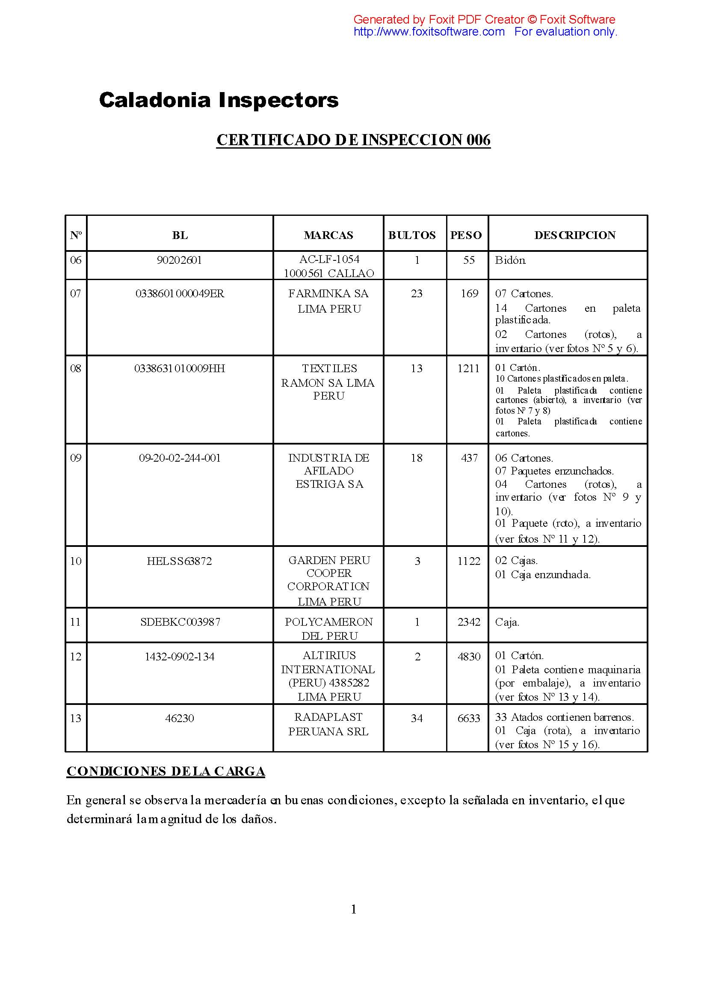 Generated by Foxit PDF Creator © Foxit Software
http://www.foxitsoftware.com For evaluation only.
Caladonia Inspectors
CERTIFICADO DE INSPECCION 006
Nº BL MARCAS BULTOS PESO DESCRIPCION
06 90202601 AC-LF-1054 1 55 Bidón
1000561 CALLAO
07 0338601000049ER FARMINKA SA 23 169 07 Cartones.
LIMA PERU 14 Cartones en paleta
plastificada.
02 Cartones (rotos), a
inventario (ver fotos Nº 5 y 6).
08 0338631010009HH TEXTILES 13 1211 01 Cartón.
RAMON SA LIMA 10 Cartones plastificados en paleta.
PERU 01 Paleta plastificada contiene
cartones (abierto), a inventario (ver
fotos Nº 7 y 8)
01 Paleta plastificada contiene
cartones.
09 09-20-02-244-001 INDUSTRIA DE 18 437 06 Cartones.
AFILADO 07 Paquetes enzunchados.
ESTRIGA SA 04 Cartones (rotos), a
inventario (ver fotos Nº 9 y
10).
01 Paquete (roto), a inventario
(ver fotos Nº 11 y 12).
10 HELSS63872 GARDEN PERU 3 1122 02 Cajas.
COOPER 01 Caja enzunchada.
CORPORATION
LIMA PERU
11 SDEBKC003987 POLYCAMERON 1 2342 Caja.
DEL PERU
12 1432-0902-134 ALTIRIUS 2 4830 01 Cartón.
INTERNATIONAL 01 Paleta contiene maquinaria
(PERU) 4385282 (por embalaje), a inventario
LIMA PERU (ver fotos Nº 13 y 14).
13 46230 RADAPLAST 34 6633 33 Atados contienen barrenos.
PERUANA SRL 01 Caja (rota), a inventario
(ver fotos Nº 15 y 16).
CONDICIONES DE LA CARGA
En general se observa la mercadería en buenas condiciones, excepto la señalada en inventario, el que
determinará la magnitud de los daños.
1